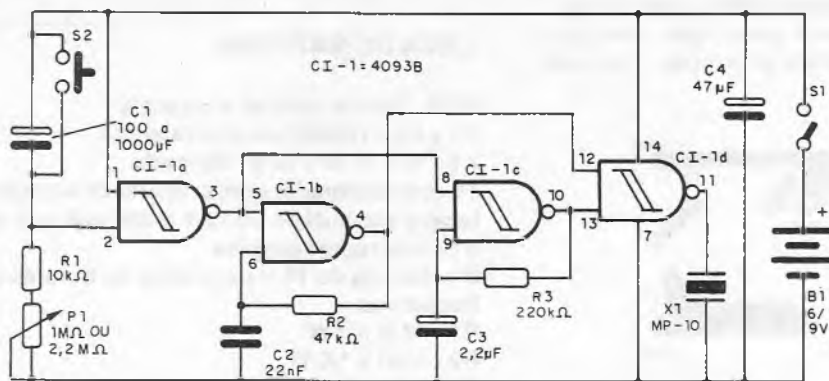 S2
CI-1=4093B
C1
100 a
1000µF
C4
47µF
S1
1
CI-1a
3
5
CI-1b
4
8
CI-1c
10
12
14
CI-1d
11
2
6
9
13
7
+
R1
10kΩ
P1
1MΩ OU
2,2MΩ
R2
47kΩ
C2
22nF
R3
220kΩ
C3
2,2µF
X1
MP-10
B1
6/
9V